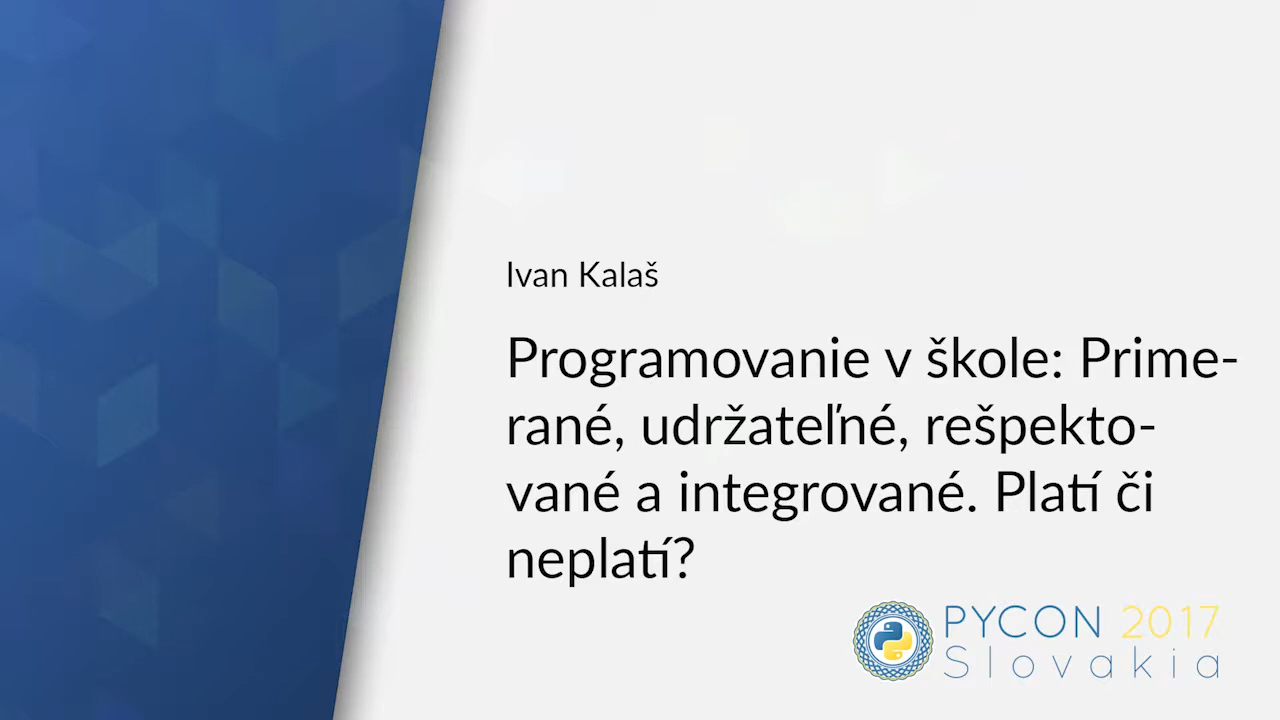 Ivan Kalaš
Programovanie v škole: Prime-
rané, udržateľné, rešpekto-
vané a integrované. Platí či
neplatí?
PYCON 2017
Slovakia